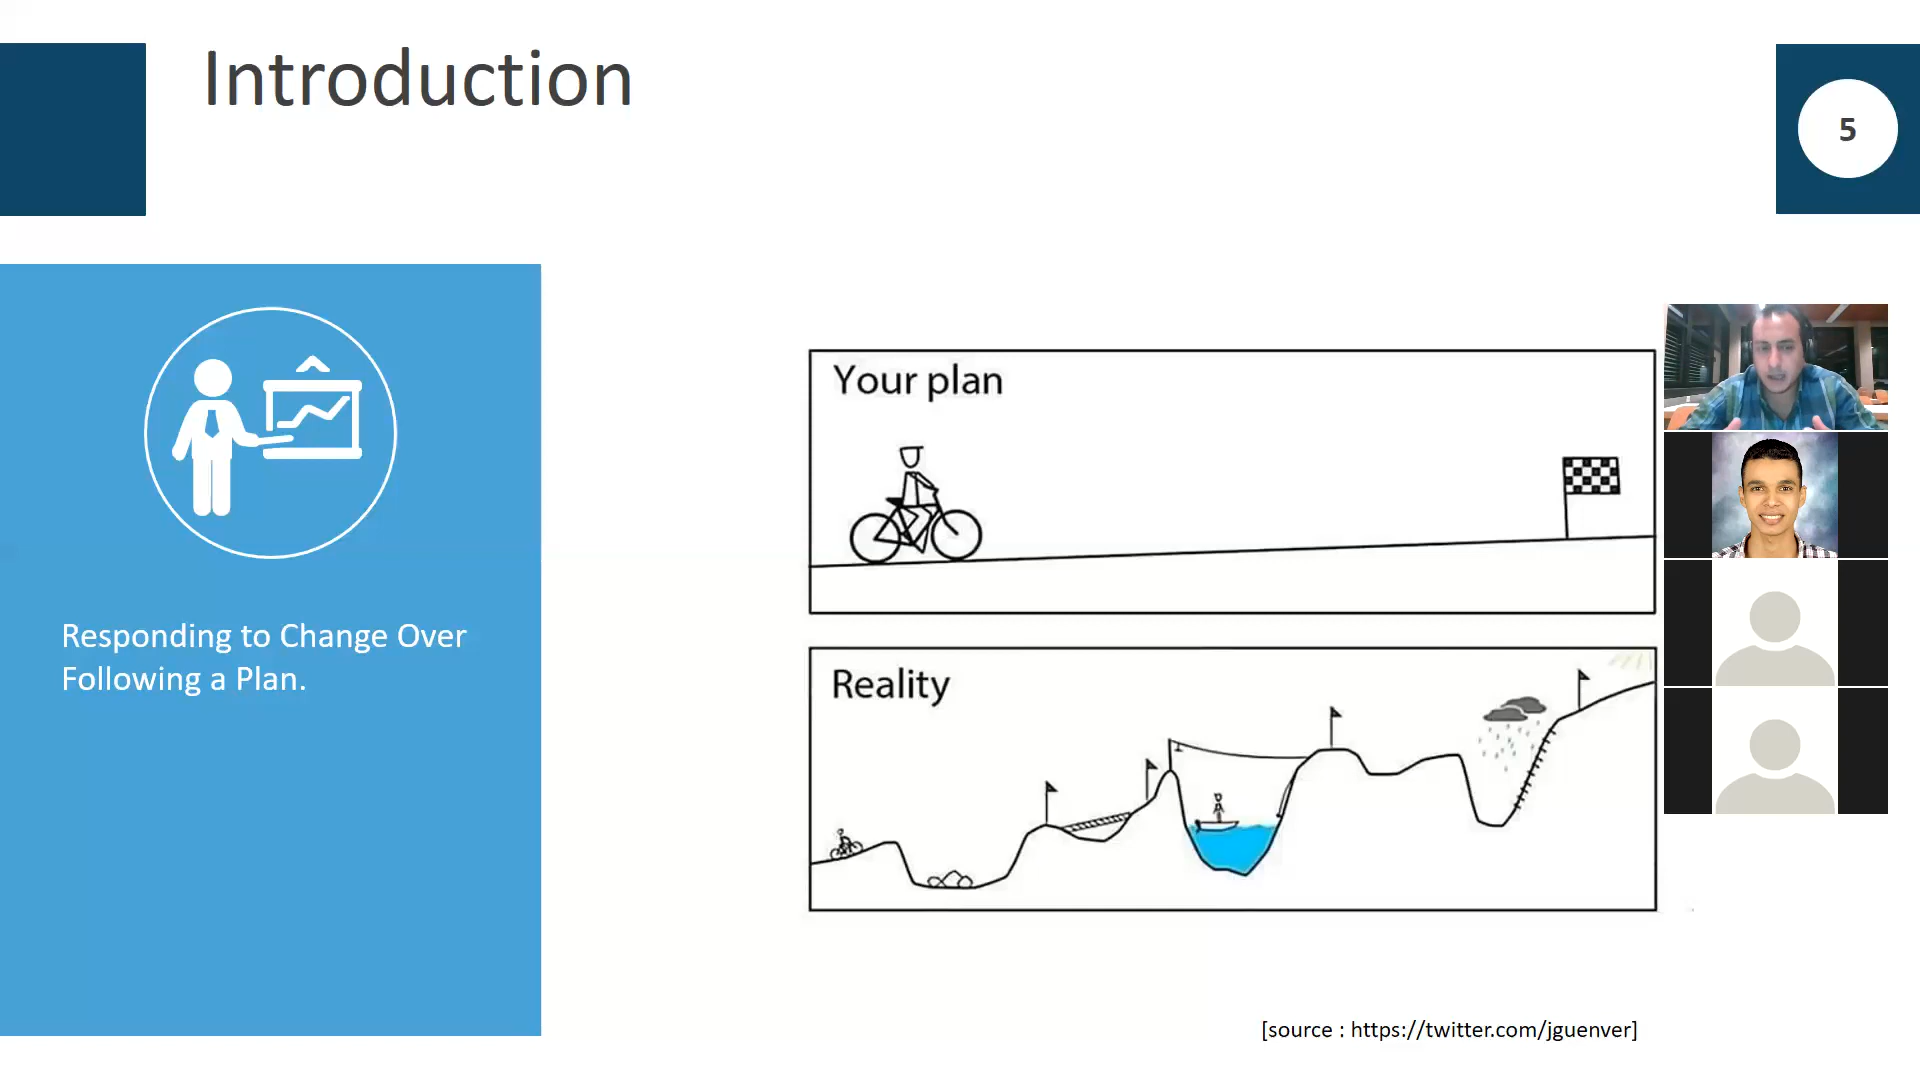 Introduction
5
Responding to Change Over
Following a Plan.
Your plan
Reality
[source : https://twitter.com/jguenver]